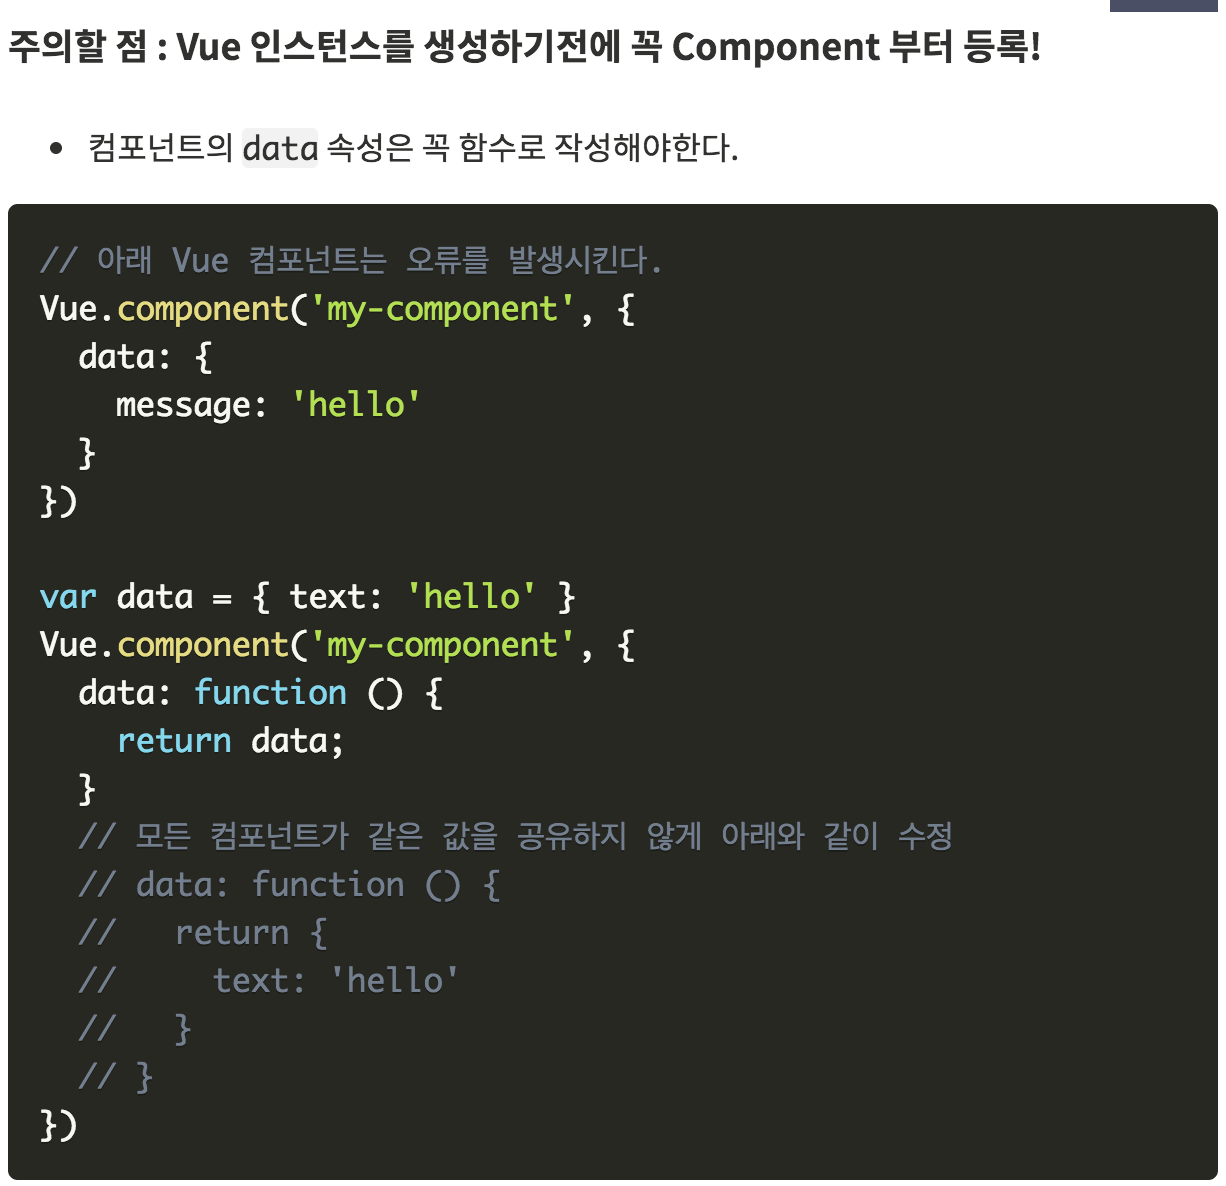 주의할 점 : Vue 인스턴스를 생성하기전에 꼭 Component 부터 등록!
• 컴포넌트의 data 속성은 꼭 함수로 작성해야한다.
// 아래 Vue 컴포넌트는 오류를 발생시킨다.
Vue.component('my-component', {
  data: {
    message: 'hello'
  }
})

var data = { text: 'hello' }
Vue.component('my-component', {
  data: function () {
    return data;
  }
  // 모든 컴포넌트가 같은 값을 공유하지 않게 아래와 같이 수정
  // data: function () {
  //   return {
  //     text: 'hello'
  //   }
  // }
})